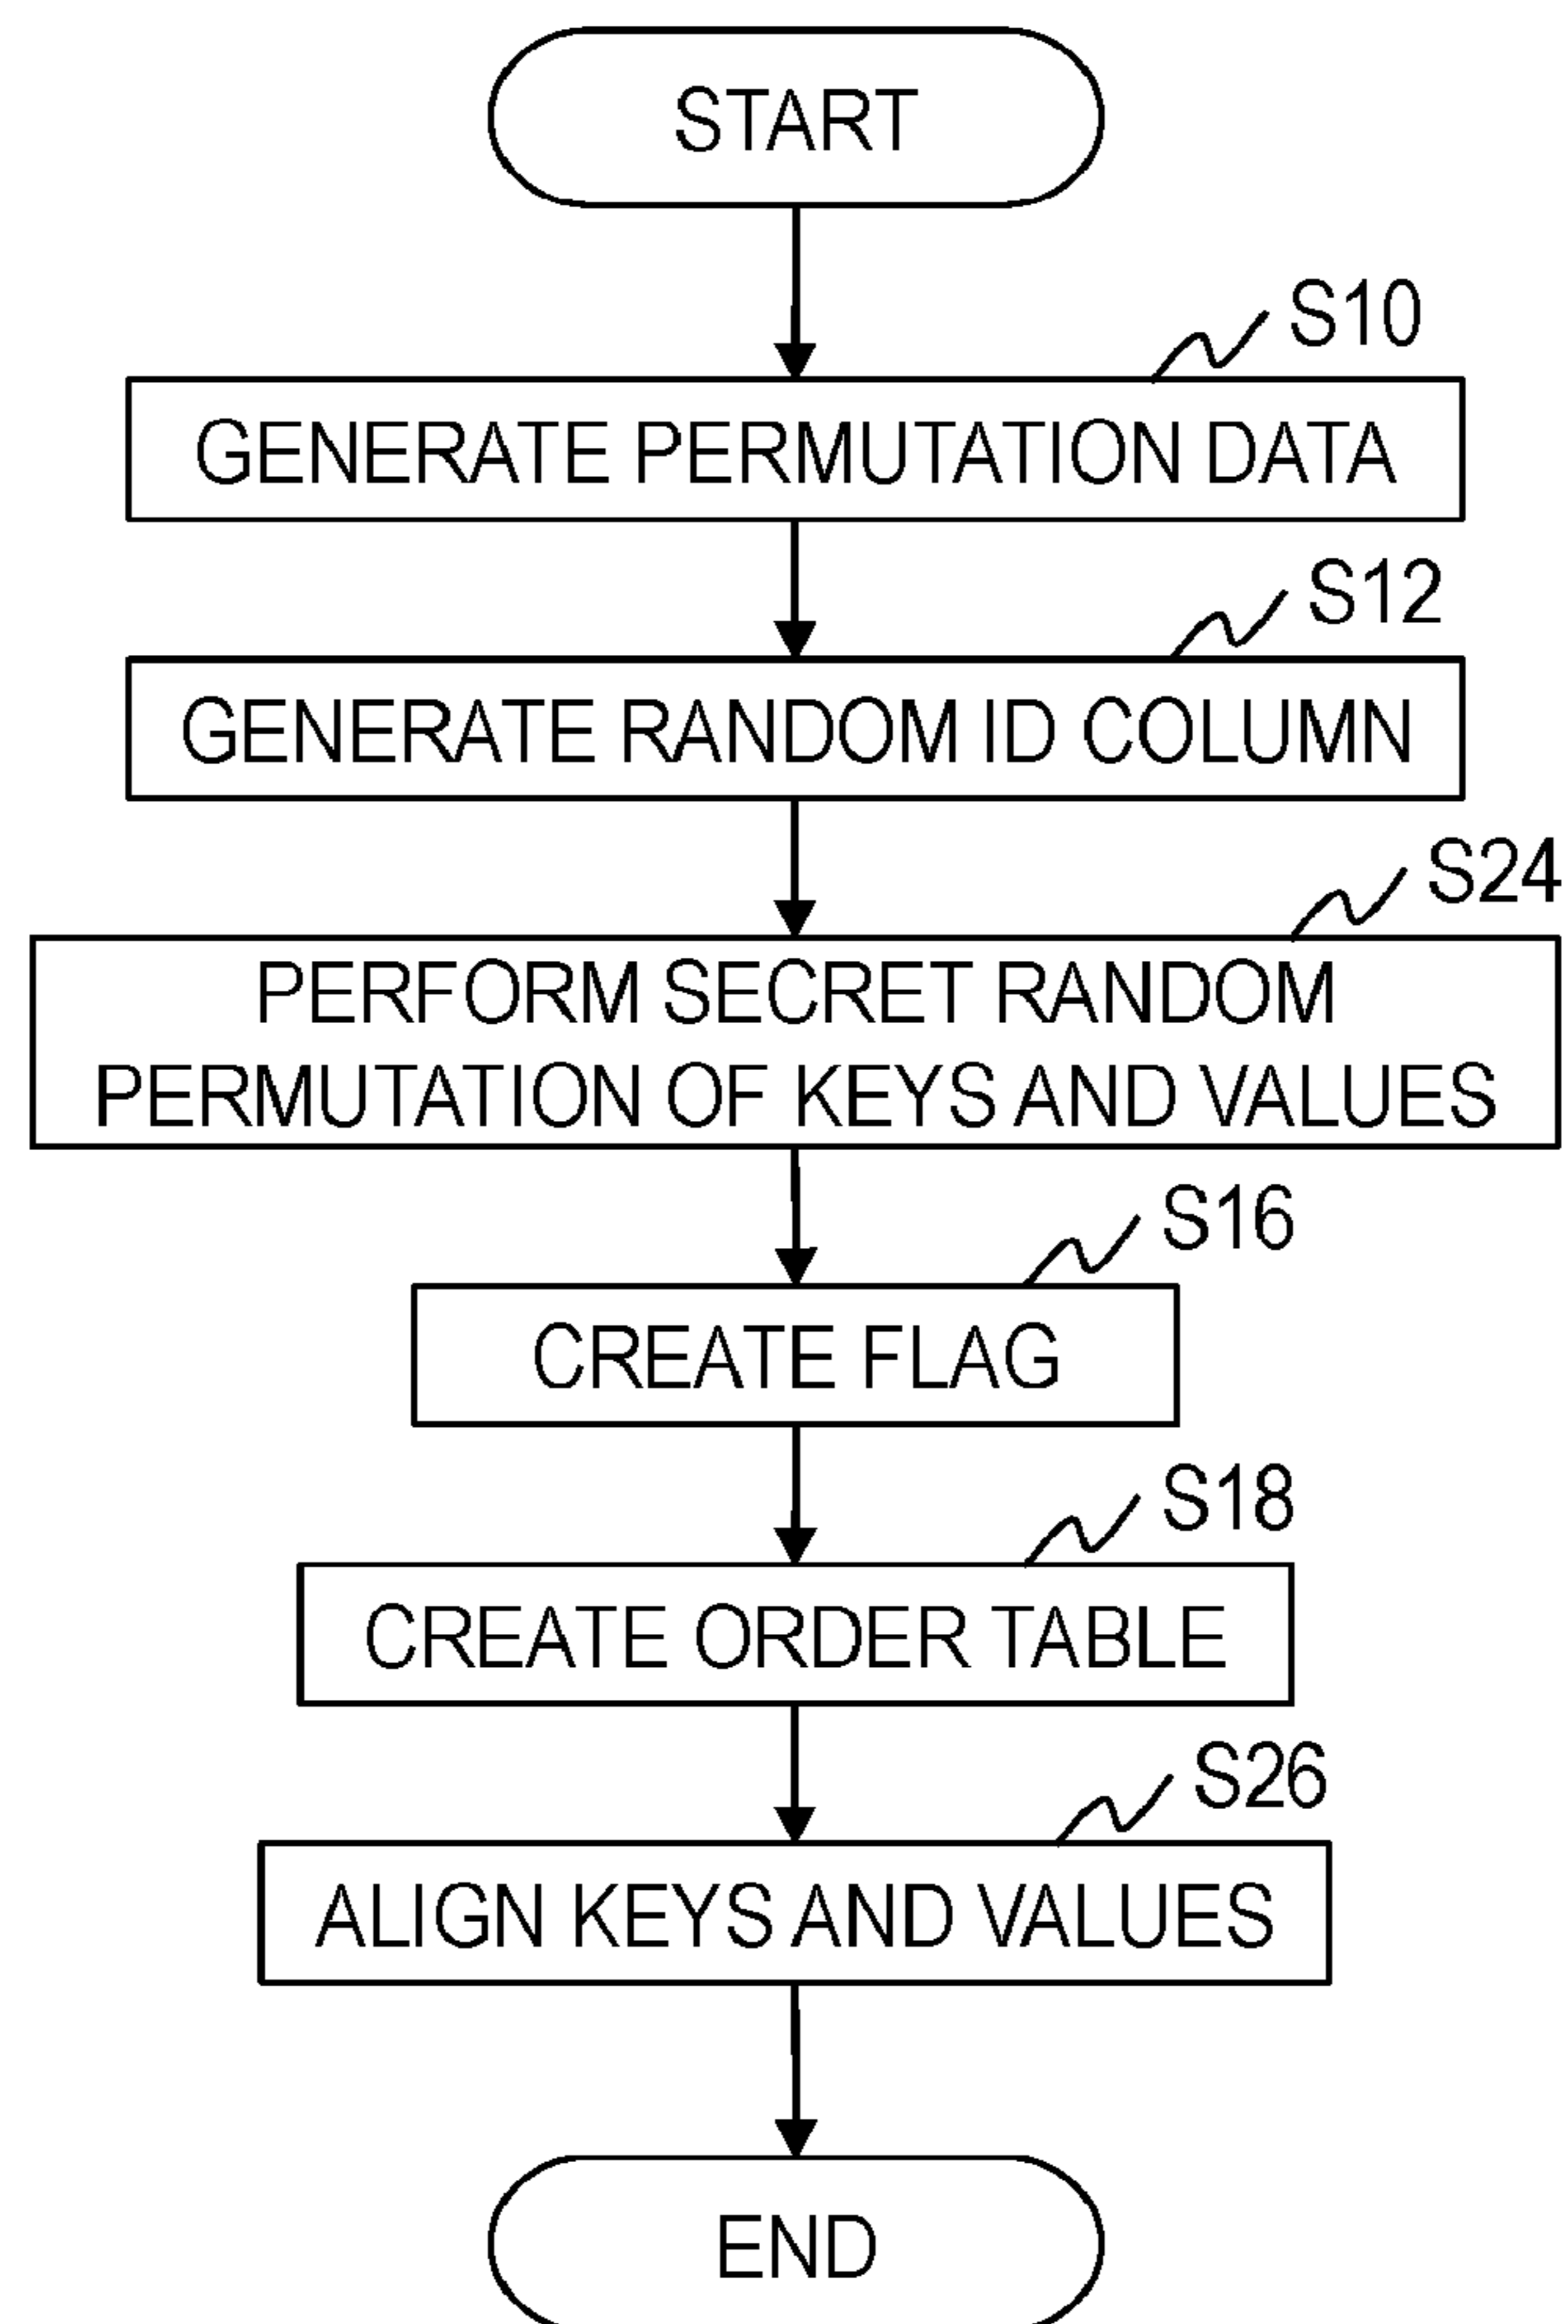 START
S10
GENERATE PERMUTATION DATA
S12
GENERATE RANDOM ID COLUMN
S24
PERFORM SECRET RANDOM
PERMUTATION OF KEYS AND VALUES
S16
CREATE FLAG
S18
CREATE ORDER TABLE
S26
ALIGN KEYS AND VALUES
END